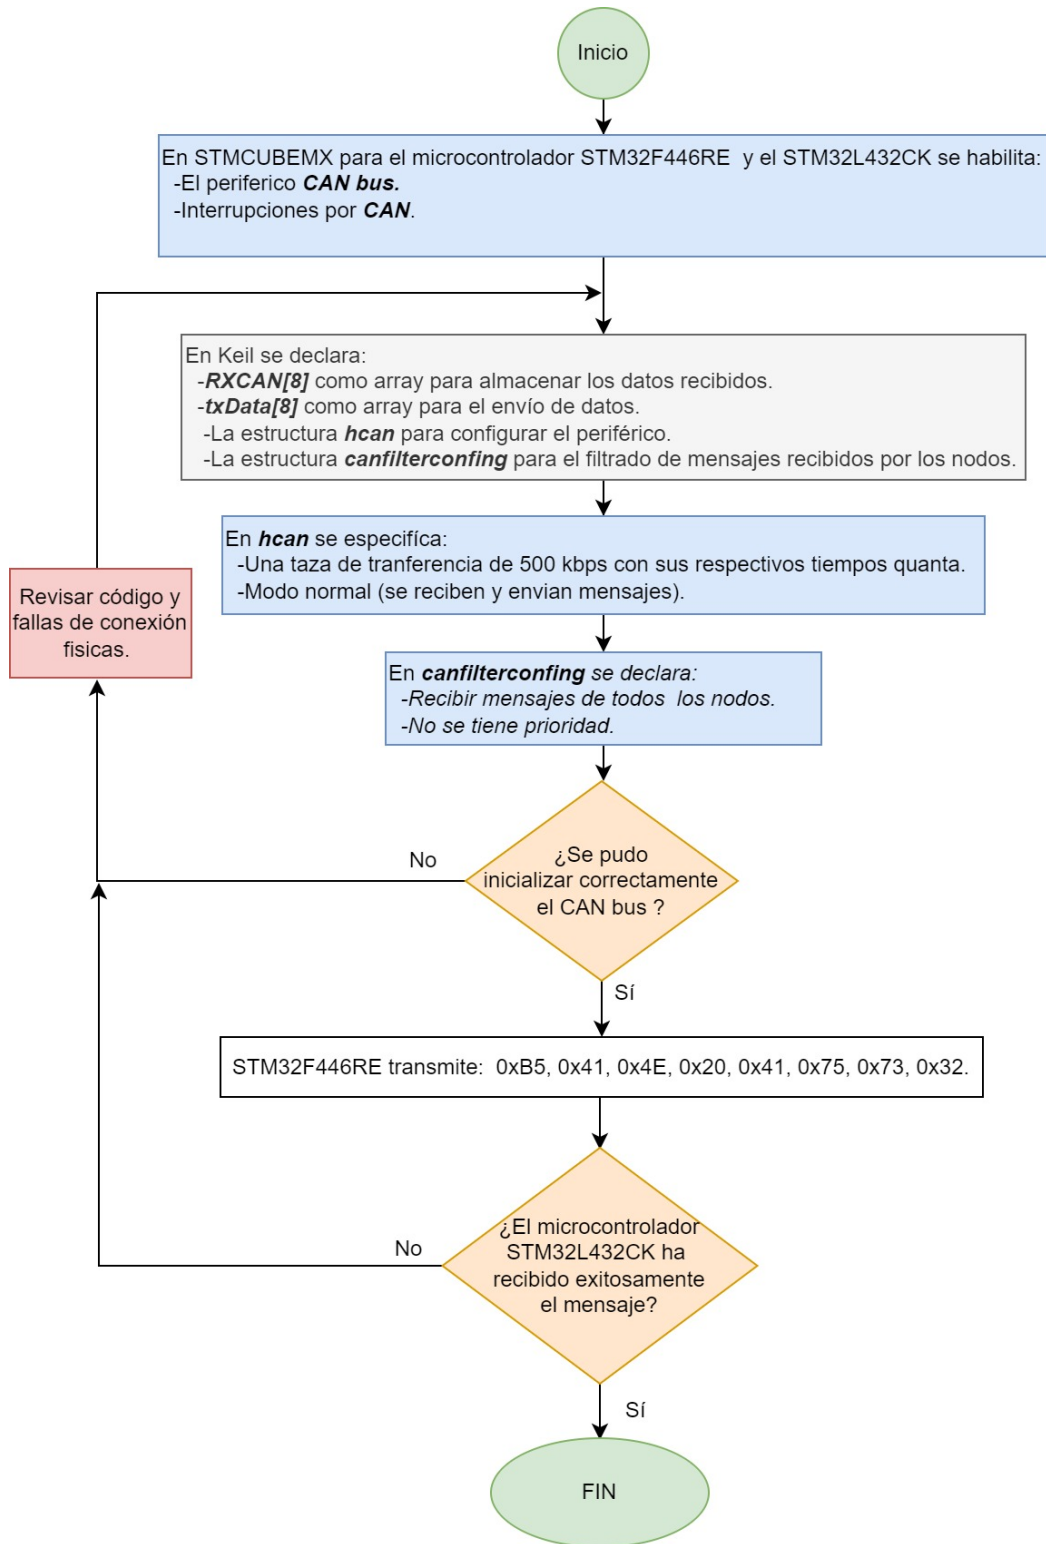 Inicio
En STMCUBEMX para el microcontrolador STM32F446RE y el STM32L432CK se habilita:
-El periferico CAN bus.
-Interrupciones por CAN.
En Keil se declara:
-RXCAN[8] como array para almacenar los datos recibidos.
-txData[8] como array para el envío de datos.
-La estructura hcan para configurar el periférico.
-La estructura canfilterconfing para el filtrado de mensajes recibidos por los nodos.
En hcan se especifíca:
-Una taza de tranferencia de 500 kbps con sus respectivos tiempos quanta.
-Modo normal (se reciben y envian mensajes).
Revisar código y
fallas de conexión
fisicas.
En canfilterconfing se declara:
-Recibir mensajes de todos los nodos.
-No se tiene prioridad.
No
¿Se pudo
inicializar correctamente
el CAN bus ?
Sí
STM32F446RE transmite: 0xB5, 0x41, 0x4E, 0x20, 0x41, 0x75, 0x73, 0x32.
No
¿El microcontrolador
STM32L432CK ha
recibido exitosamente
el mensaje?
Sí
FIN